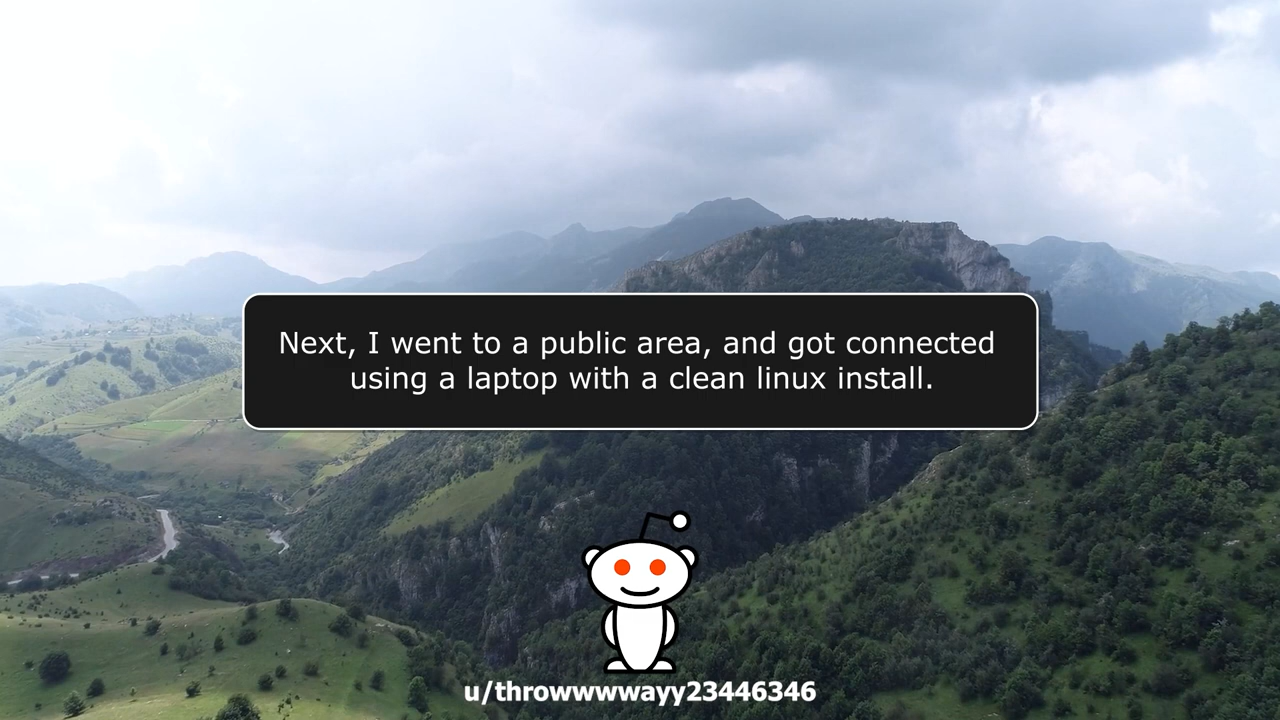 Next, I went to a public area, and got connected
using a laptop with a clean linux install.
u/throwwwwayy23446346